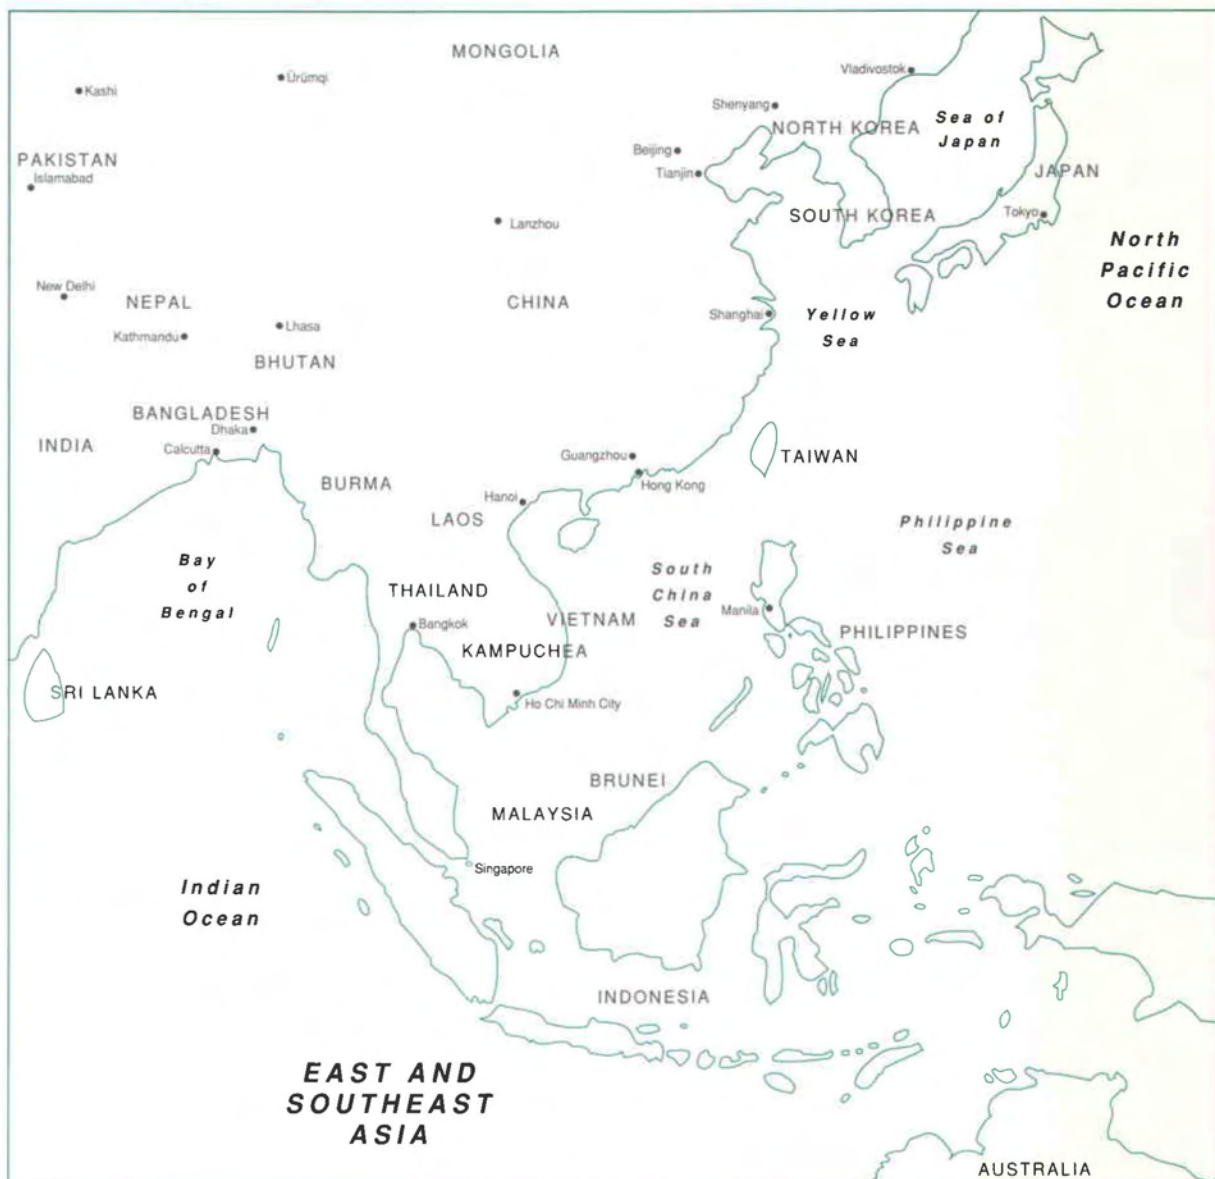 MONGOLIA
Vladivostok
Ürümqi
Kashi
Shenyang
Sea of
Japan
NORTH KOREA
Beijing
PAKISTAN
Islamabad
Tianjin
JAPAN
SOUTH KOREA
Tokyo
Lanzhou
North
Pacific
Ocean
New Delhi
NEPAL
CHINA
Shanghai
Yellow
Sea
Lhasa
Kathmandu
BHUTAN
BANGLADESH
Dhaka
INDIA
Calcutta
Guangzhou
TAIWAN
Hong Kong
BURMA
Hanoi
LAOS
Philippine
Sea
Bay
of
Bengal
South
China
Sea
THAILAND
Manila
VIETNAM
Bangkok
PHILIPPINES
KAMPUCHEA
SRI LANKA
Ho Chi Minh City
BRUNEI
MALAYSIA
Singapore
Indian
Ocean
INDONESIA
EAST AND
SOUTHEAST
ASIA
AUSTRALIA